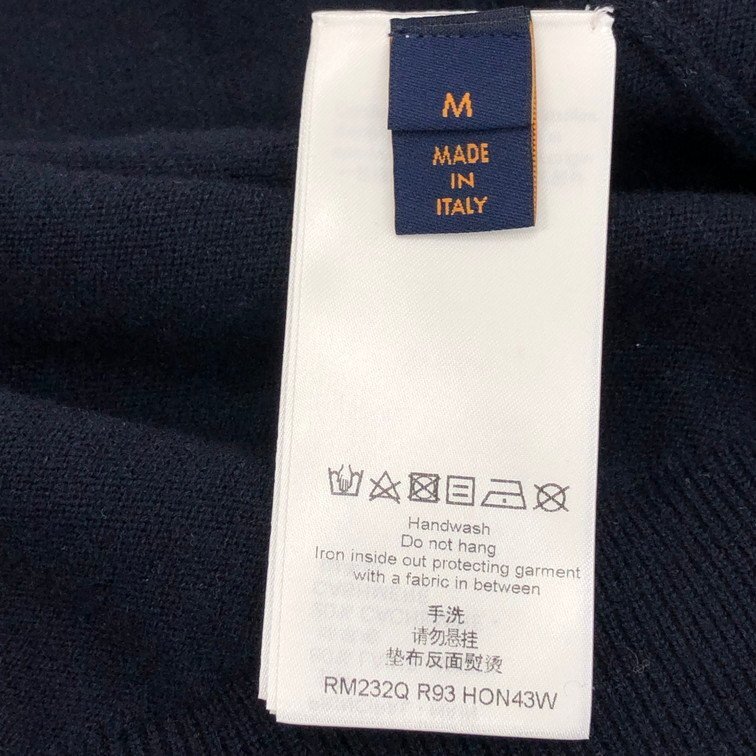 M
MADE
IN
ITALY
Handwash
Do not hang
Iron inside out protecting garment
with a fabric in between
手洗
请勿悬挂
垫布反面熨烫
RM232Q R93 HON43W